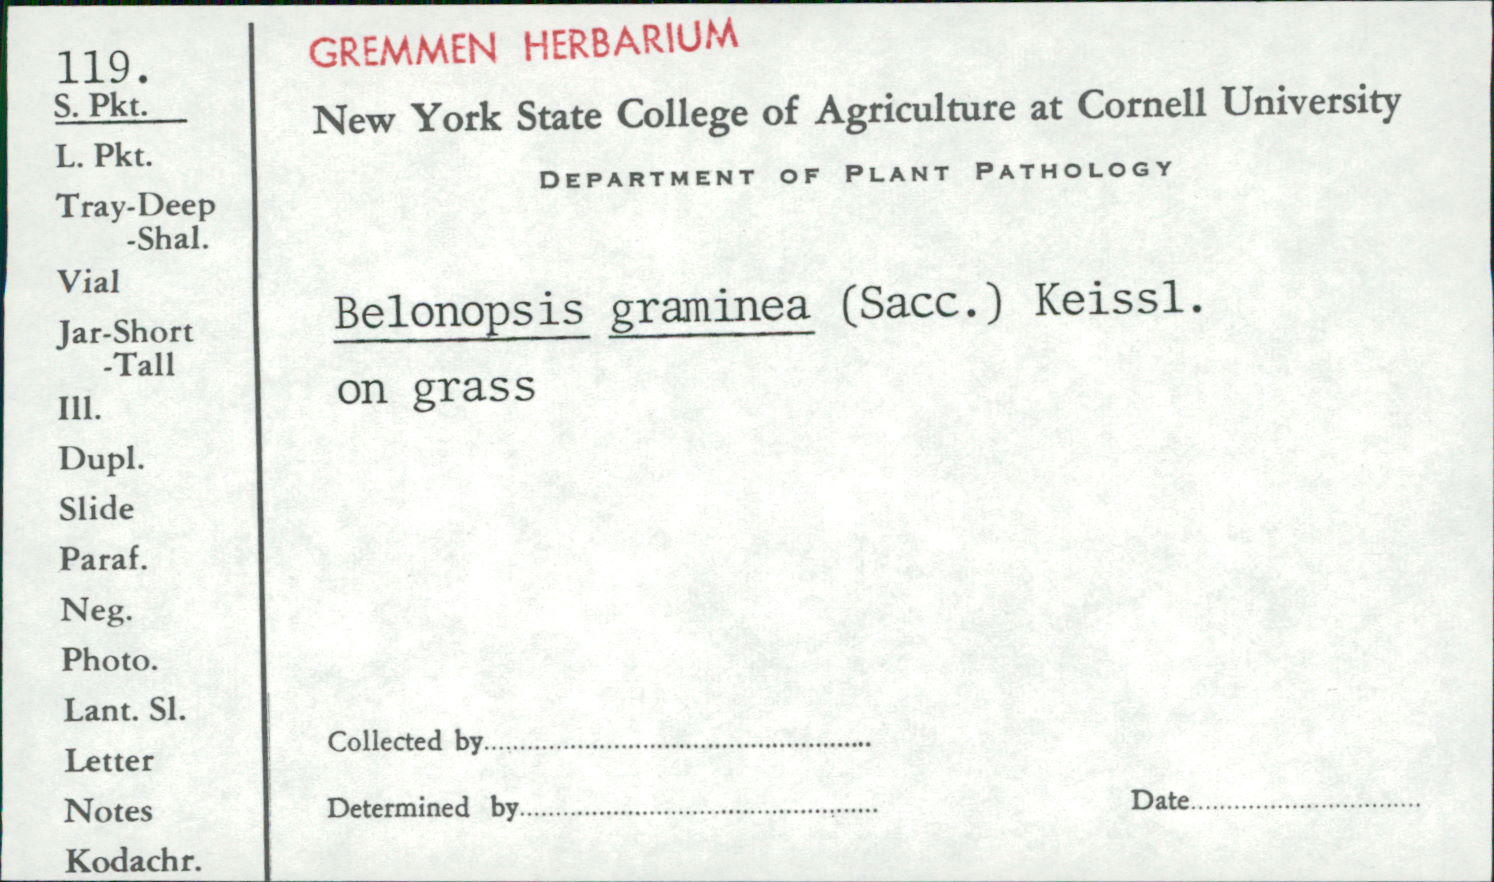 119.
S. Pkt.
L. Pkt.
Tray-Deep
-Shal.
Vial
Jar-Short
-Tall
Ill.
Dupl.
Slide
Paraf.
Neg.
Photo.
Lant. Sl.
Letter
Notes
Kodachr.
GREMMEN HERBARIUM
New York State College of Agriculture at Cornell University
DEPARTMENT OF PLANT PATHOLOGY
Belonopsis graminea (Sacc.) Keissl.
on grass
Collected by
Determined by
Date